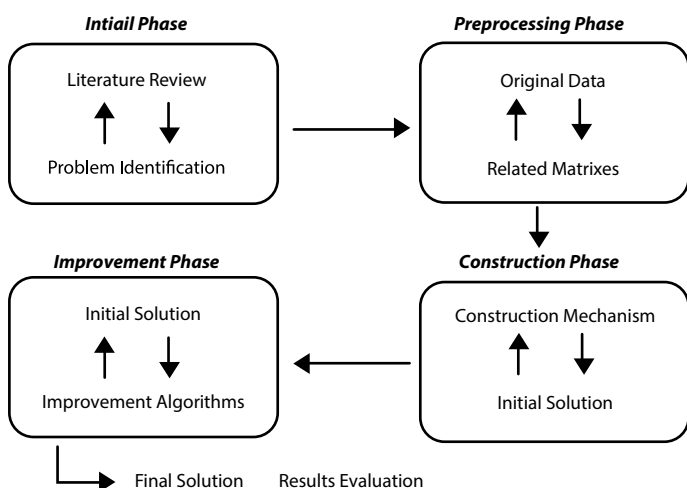 Intiail Phase
Literature Review
Problem Identification
Preprocessing Phase
Original Data
Related Matrixes
Improvement Phase
Initial Solution
Improvement Algorithms
Construction Phase
Construction Mechanism
Initial Solution
Final Solution Results Evaluation